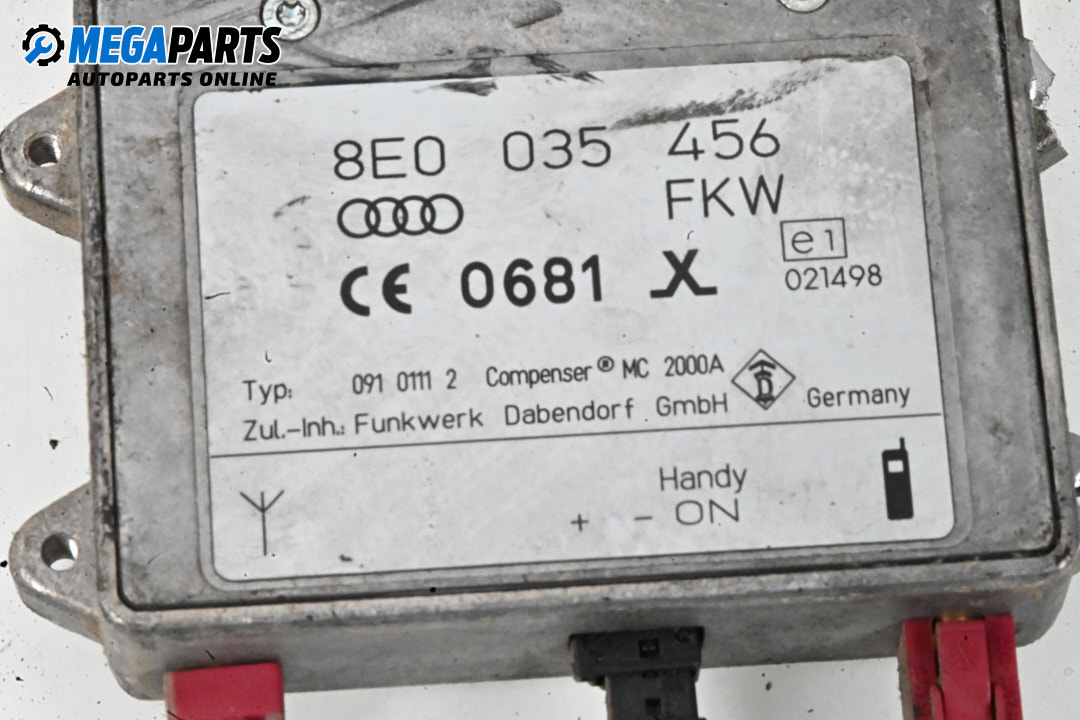 MEGAPARTS
AUTOPARTS ONLINE
8E0 035 456
FKW
e1
CE 0681 X
021498
Typ: 091 0111 2 Compenser® MC 2000A
Zul.-Inh.: Funkwerk Dabendorf GmbH Germany
Handy
+ - ON